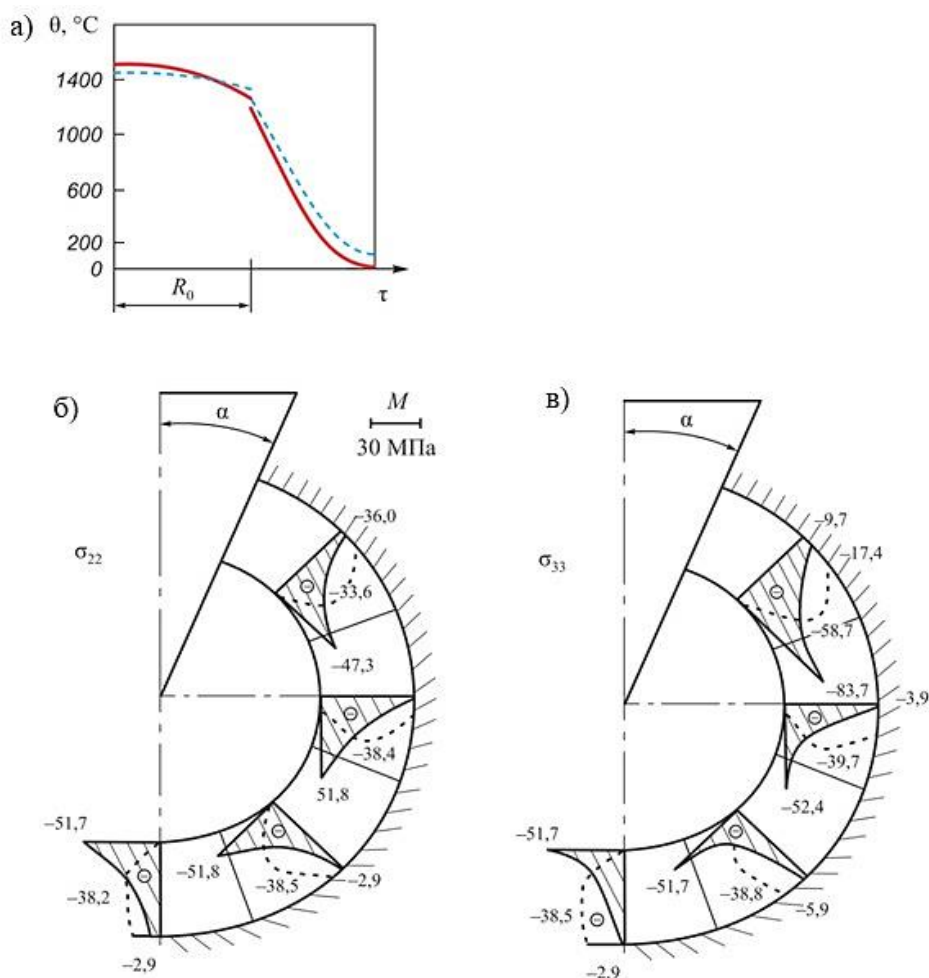 а) θ, °C
1400
1000
600
200
0
R₀
τ
б)
α
M
30 МПа
σ₂₂
–36,0
–33,6
–47,3
–38,4
51,8
–51,7
–51,8
–38,5
–2,9
–38,2
–2,9
в)
α
σ₃₃
–9,7
–17,4
–58,7
–83,7
–3,9
–39,7
–52,4
–51,7
–51,7
–38,8
–5,9
–38,5
–2,9